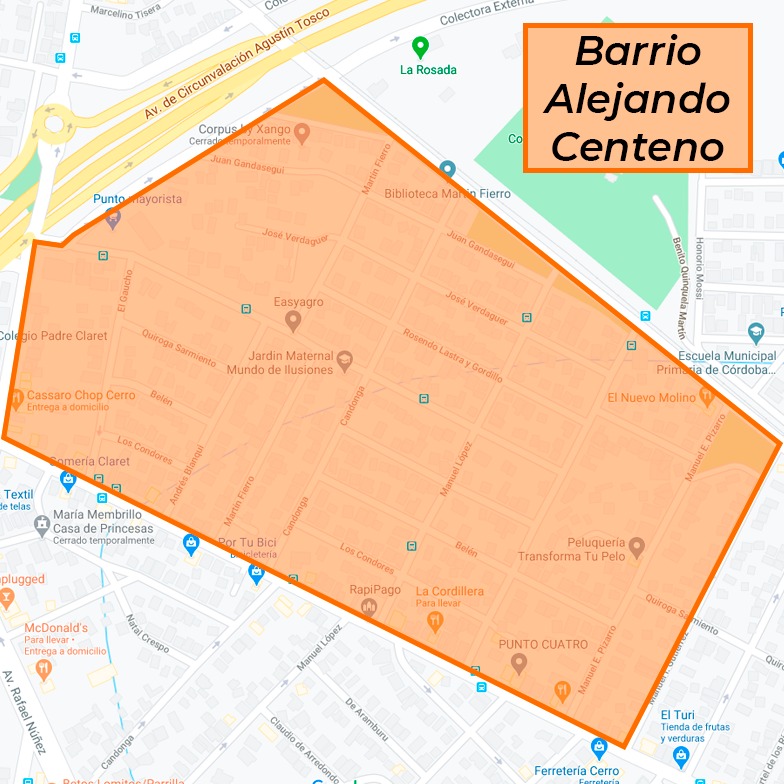 Marcelino Tisera
Colectora Externa
Av. de Circunvalación Agustín Tosco
La Rosada
Barrio
Alejando
Centeno
Corpus by Xango
Cerrado temporalmente
Juan Gandasegui
Martín Fierro
Biblioteca Martín Fierro
Co
Punto mayorista
José Verdaguer
Juan Gandasegui
Benito Quinquela Martín
Honorio Mossi
El Gaucho
Easyagro
José Verdaguer
Colegio Padre Claret
Quiroga Sarmiento
Jardin Maternal
Mundo de Ilusiones
Rosendo Lastra y Gordillo
Escuela Municipal
Primaria de Córdoba...
Cassaro Chop Cerro
Entrega a domicilio
Belén
Candonga
El Nuevo Molino
Manuel E. Pizarro
Los Condores
Gomería Claret
Andrés Blanqui
Manuel López
Martín Fierro
Textil
de telas
María Membrillo
Casa de Princesas
Cerrado temporalmente
Candonga
Por Tu Bici
Bicicletería
Los Condores
Belén
Peluquería
Transforma Tu Pelo
RapiPago
La Cordillera
Para llevar
Quiroga Sarmiento
McDonald's
Para llevar •
Entrega a domicilio
Natal Crespo
Manuel López
PUNTO CUATRO
Manuel E. Pizarro
Av. Rafael Núñez
De Aramburu
Claudio de Arredondo
Candonga
El Turi
Tienda de frutas
y verduras
Ferretería Cerro
Ferretería
Betos Lomitos/Parrilla